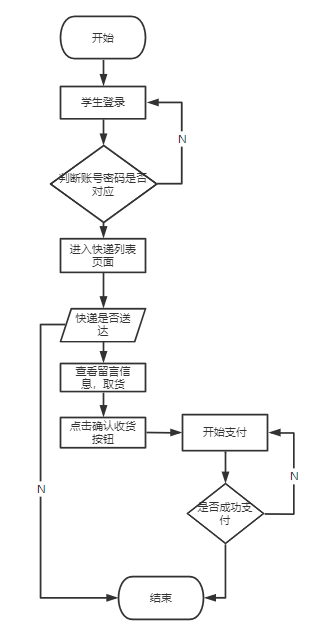 开始
学生登录
N
判断账号密码是否
对应
进入快递列表
页面
快递是否送
达
查看留言信
息，取货
点击确认收货
按钮
开始支付
N
是否成功支
付
N
结束